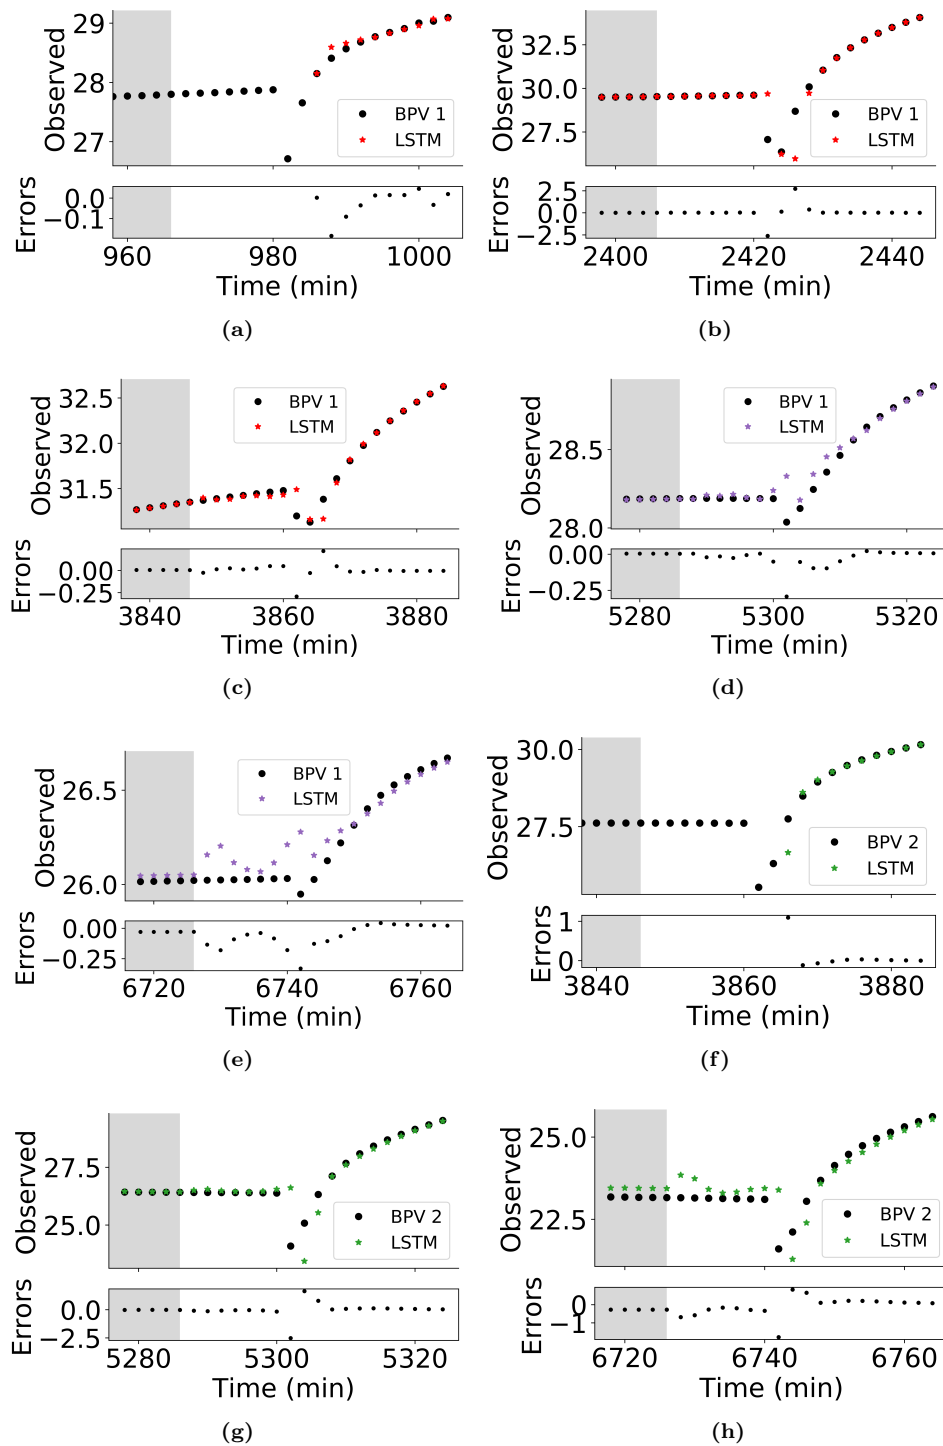 Observed
29
28
27
BPV 1
LSTM
Errors
0.0
−0.1
960
980
1000
Time (min)
(a)
Observed
32.5
30.0
27.5
BPV 1
LSTM
Errors
2.5
0.0
−2.5
2400
2420
2440
Time (min)
(b)
Observed
32.5
32.0
31.5
BPV 1
LSTM
Errors
0.00
−0.25
3840
3860
3880
Time (min)
(c)
Observed
28.5
28.0
BPV 1
LSTM
Errors
0.00
−0.25
5280
5300
5320
Time (min)
(d)
Observed
26.5
26.0
BPV 1
LSTM
Errors
0.00
−0.25
6720
6740
6760
Time (min)
(e)
Observed
30.0
27.5
BPV 2
LSTM
Errors
1
0
3840
3860
3880
Time (min)
(f)
Observed
27.5
25.0
BPV 2
LSTM
Errors
0.0
−2.5
5280
5300
5320
Time (min)
(g)
Observed
25.0
22.5
BPV 2
LSTM
Errors
0
−1
6720
6740
6760
Time (min)
(h)